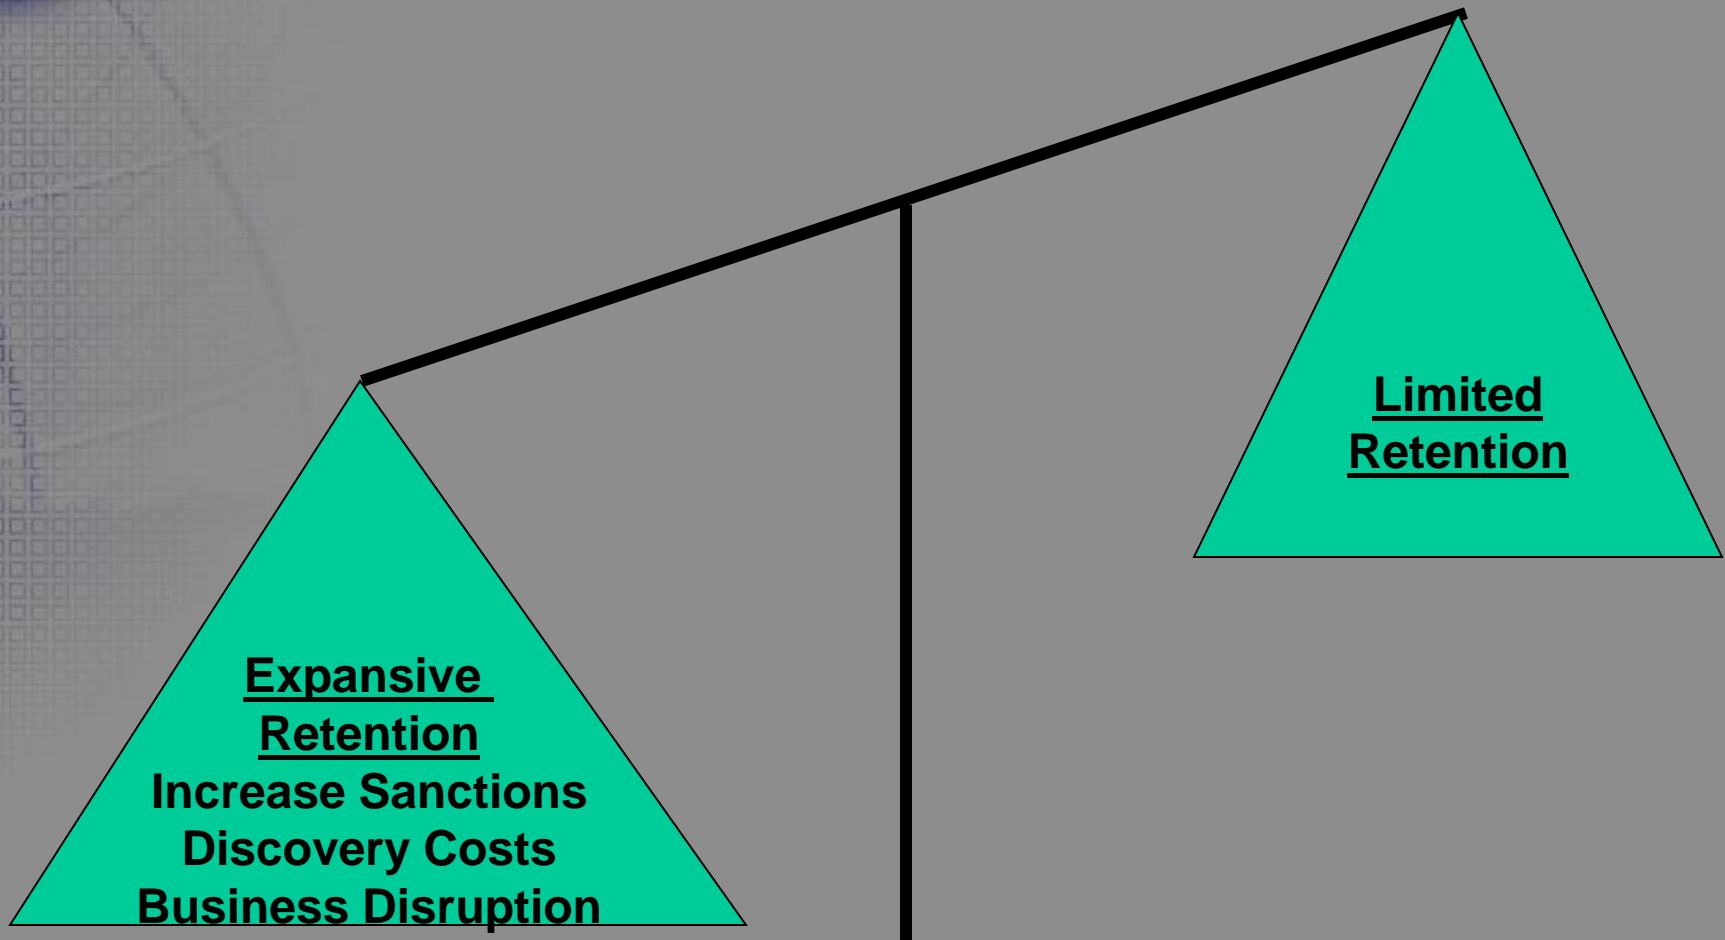 Limited
Retention
Expansive
Retention
Increase Sanctions
Discovery Costs
Business Disruption